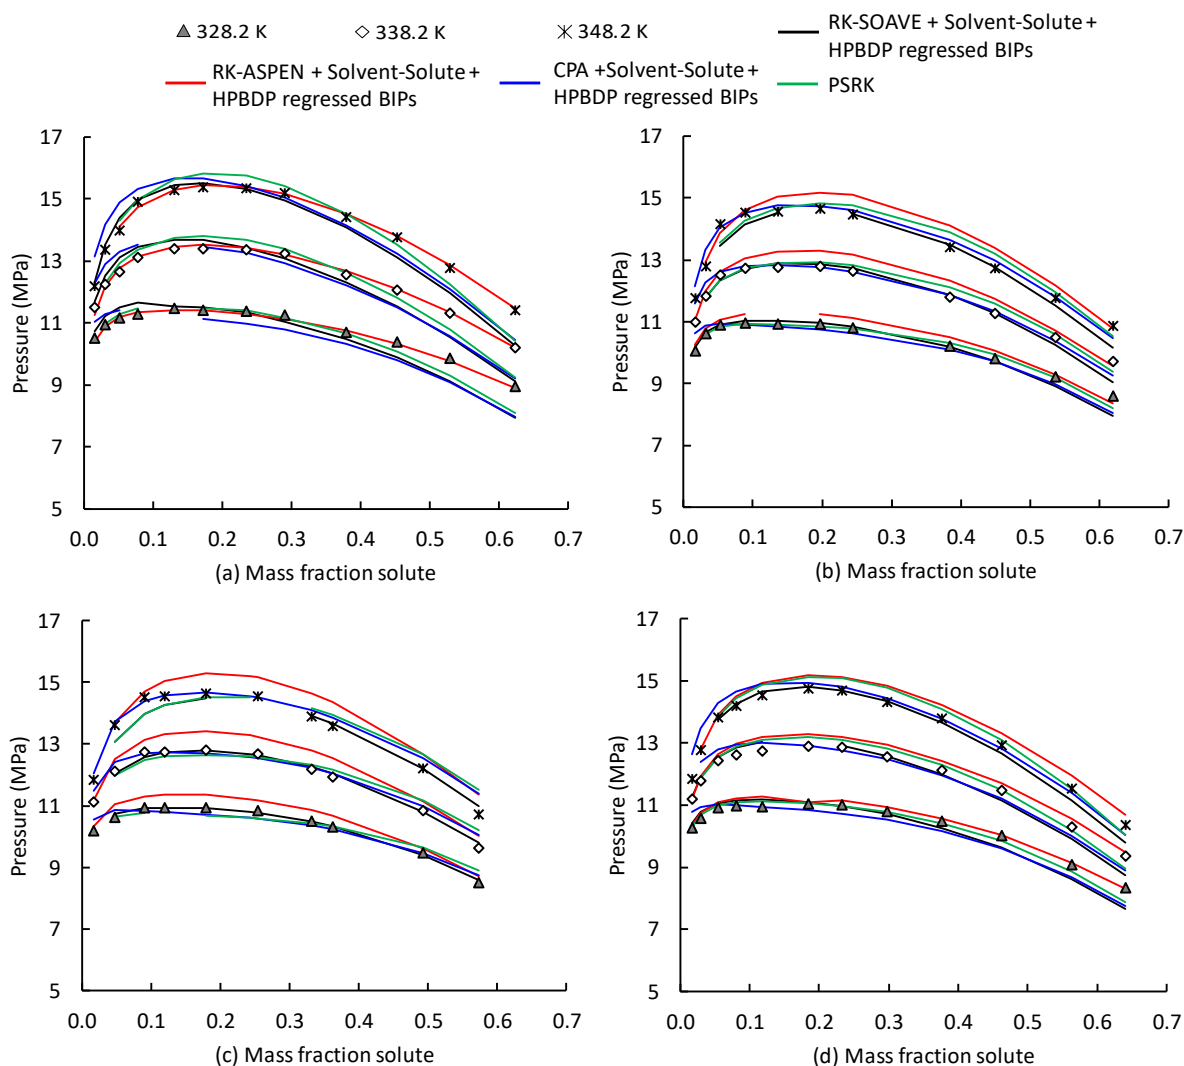 328.2 K
338.2 K
348.2 K
RK-SOAVE + Solvent-Solute +
HPBDP regressed BIPs
RK-ASPEN + Solvent-Solute +
HPBDP regressed BIPs
CPA +Solvent-Solute +
HPBDP regressed BIPs
PSRK
17
15
13
11
9
7
5
Pressure (MPa)
0.0 0.1 0.2 0.3 0.4 0.5 0.6 0.7
(a) Mass fraction solute
17
15
13
11
9
7
5
Pressure (MPa)
0.0 0.1 0.2 0.3 0.4 0.5 0.6 0.7
(b) Mass fraction solute
17
15
13
11
9
7
5
Pressure (MPa)
0.0 0.1 0.2 0.3 0.4 0.5 0.6 0.7
(c) Mass fraction solute
17
15
13
11
9
7
5
Pressure (MPa)
0.0 0.1 0.2 0.3 0.4 0.5 0.6 0.7
(d) Mass fraction solute